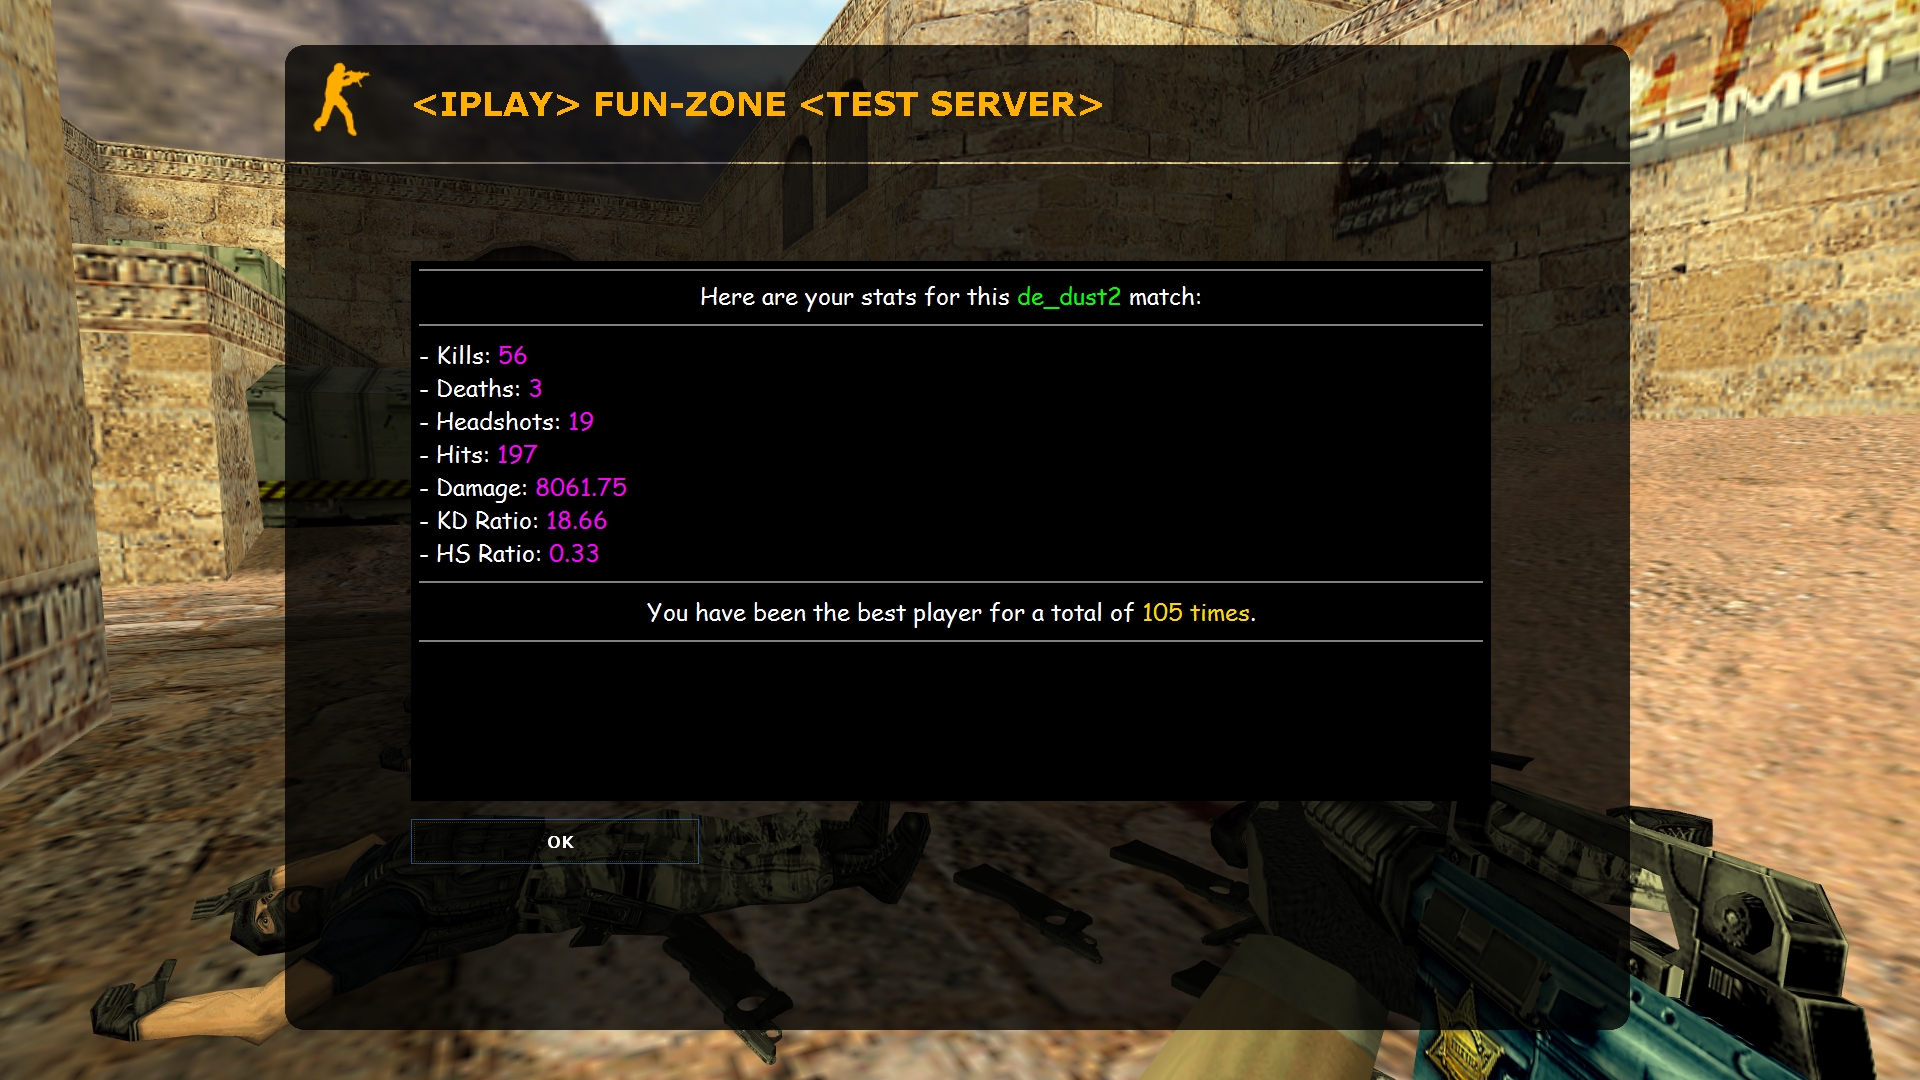 <IPLAY> FUN-ZONE <TEST SERVER>
SERVER
Here are your stats for this de_dust2 match:
- Kills: 56
- Deaths: 3
- Headshots: 19
- Hits: 197
- Damage: 8061.75
- KD Ratio: 18.66
- HS Ratio: 0.33
You have been the best player for a total of 105 times.
OK